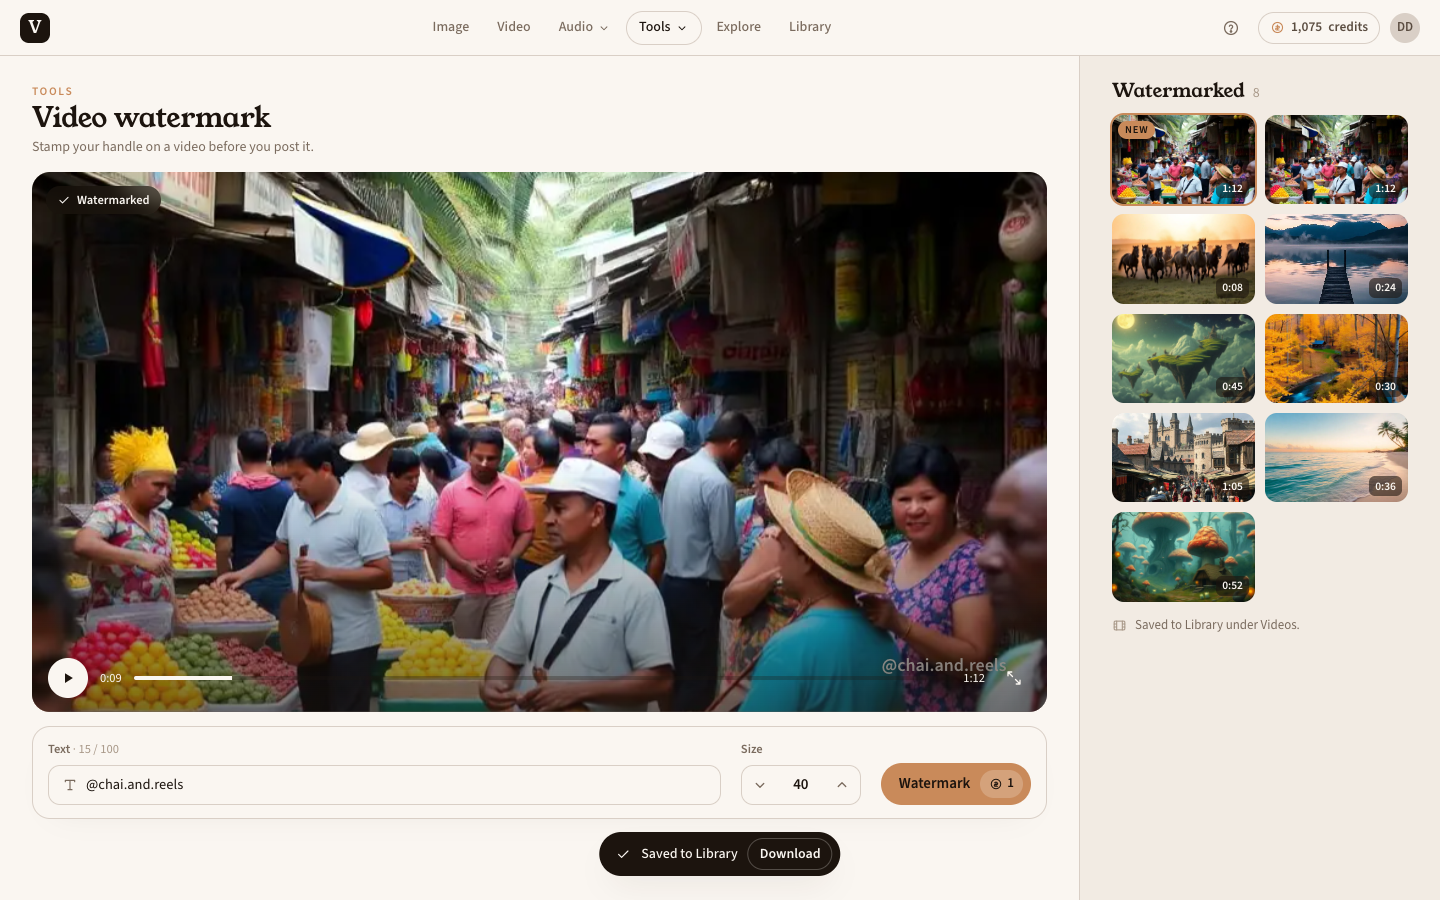 V
Image
Video
Audio
Tools
Explore
Library
1,075 credits
DD
TOOLS
Video watermark
Stamp your handle on a video before you post it.
Watermarked
@chai.and.reels
0:09
1:12
Text · 15 / 100
@chai.and.reels
Size
40
Watermark
1
Saved to Library
Download
Watermarked 8
NEW
1:12
1:12
0:08
0:24
0:45
0:30
1:05
0:36
0:52
Saved to Library under Videos.